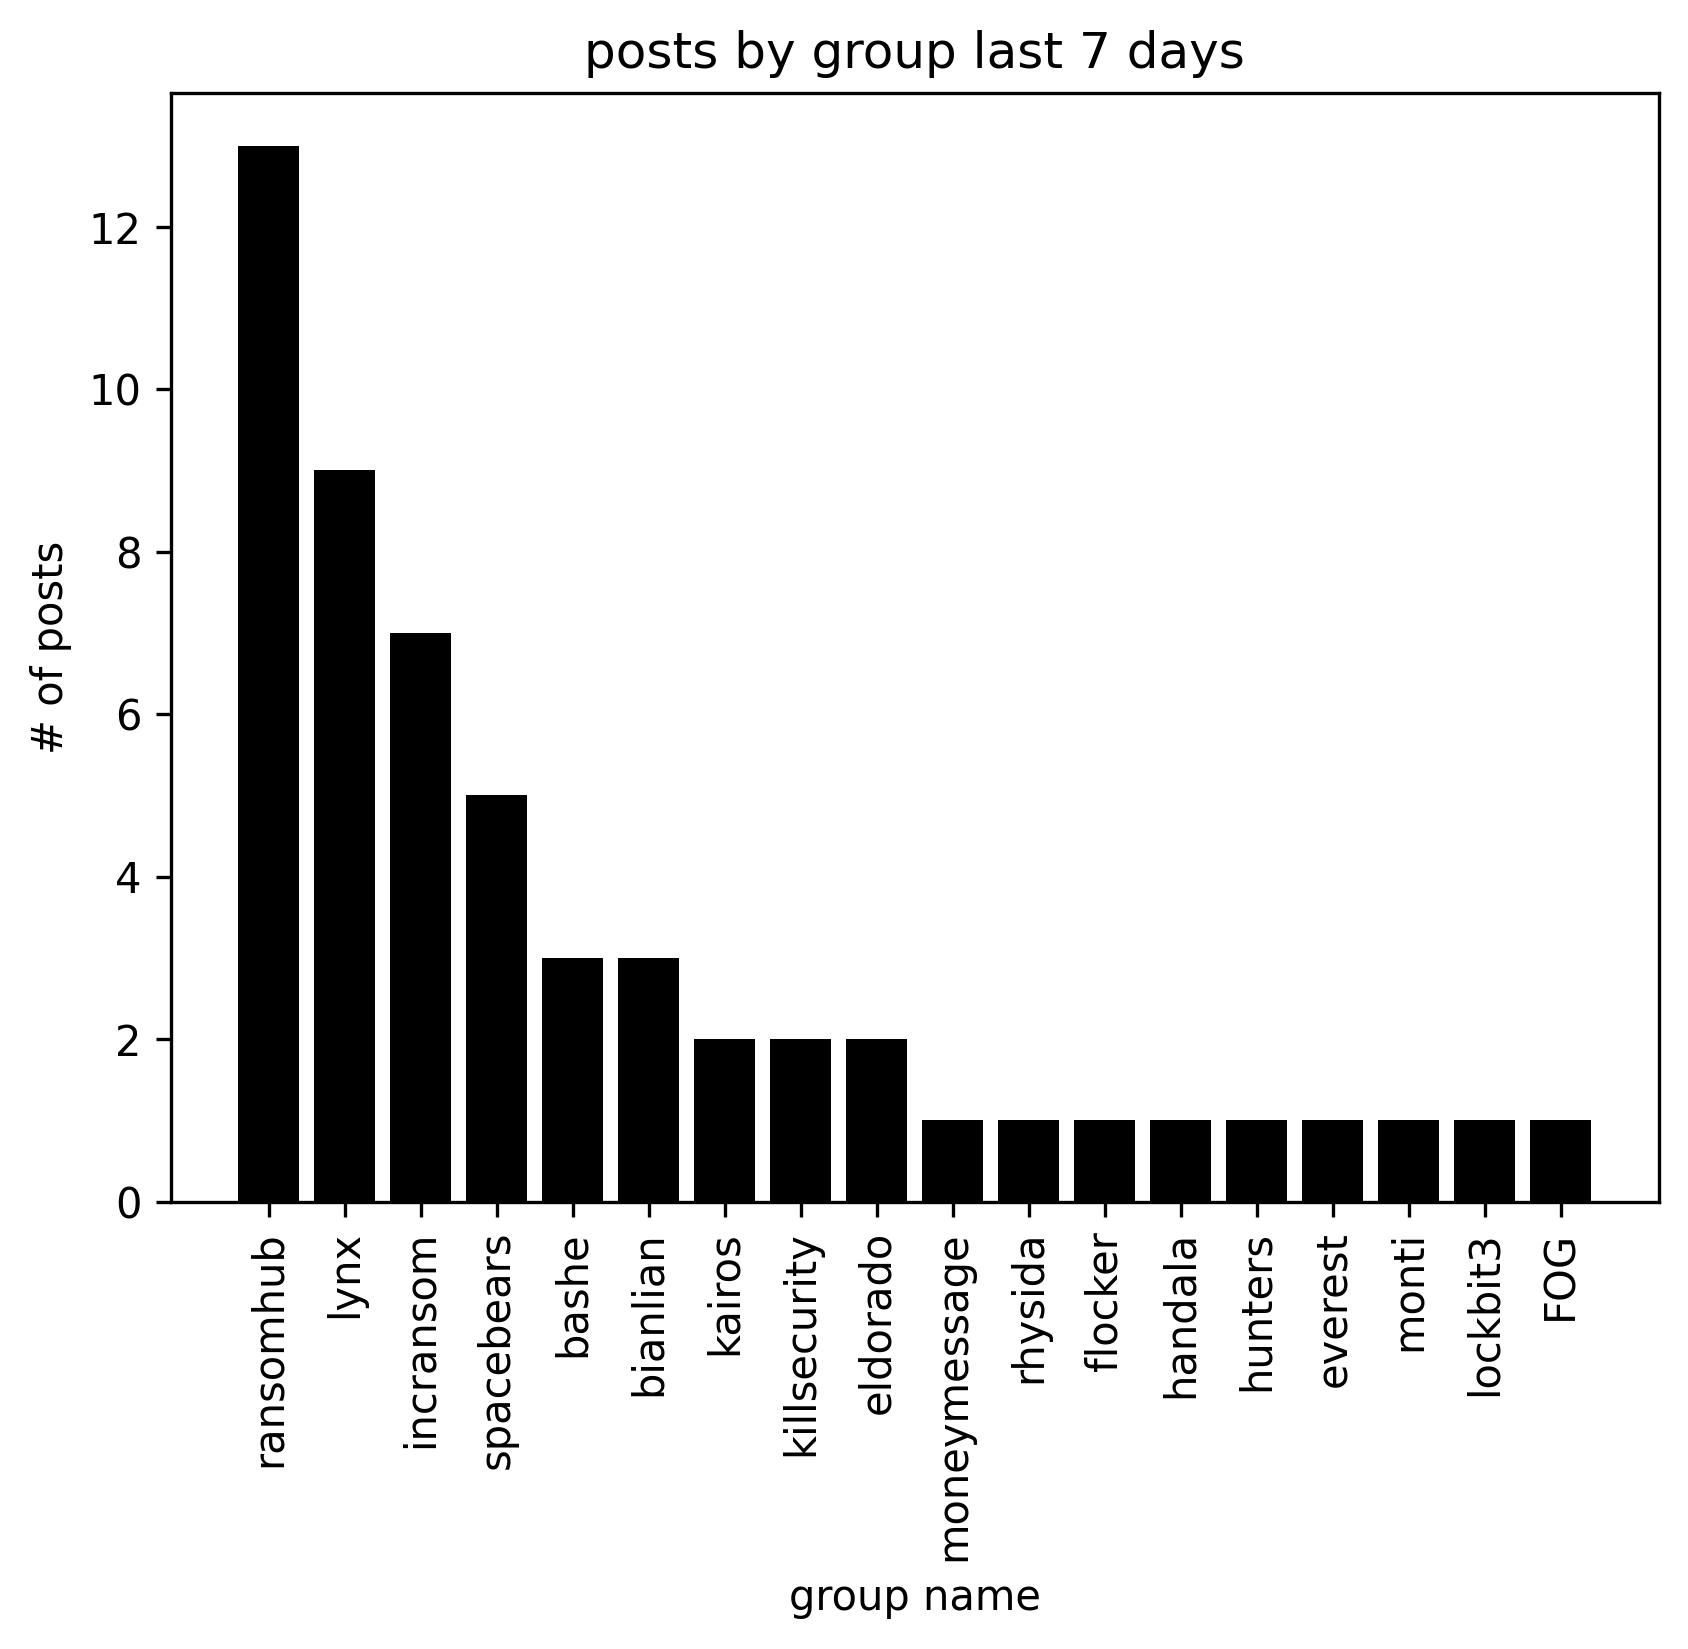 posts by group last 7 days
# of posts
12
10
8
6
4
2
0
ransomhub
lynx
incransom
spacebears
bashe
bianlian
kairos
killsecurity
eldorado
moneymessage
rhysida
flocker
handala
hunters
everest
monti
lockbit3
FOG
group name